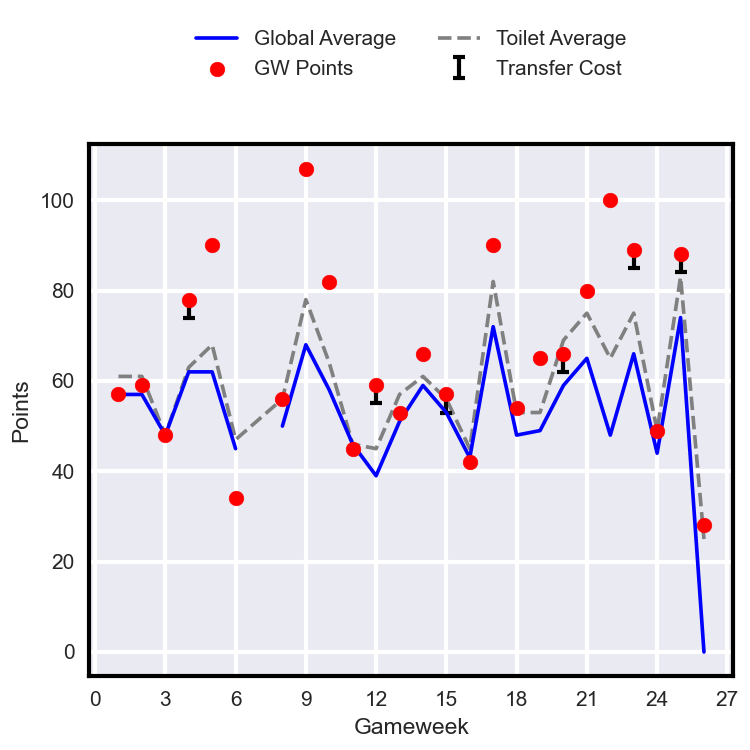 Global Average
Toilet Average
GW Points
Transfer Cost
100
80
60
40
20
0
Points
0 3 6 9 12 15 18 21 24 27
Gameweek